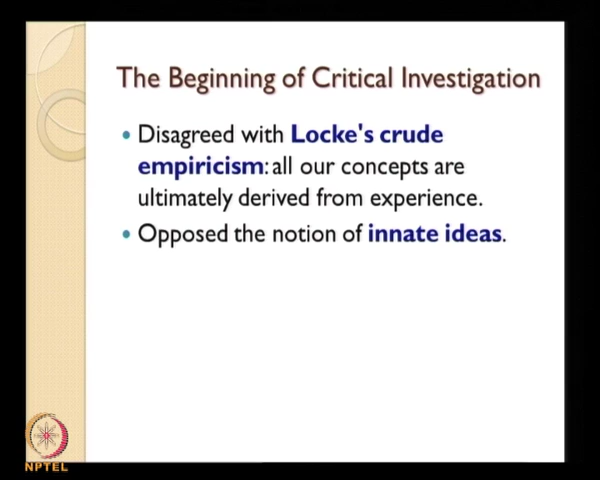 The Beginning of Critical Investigation
• Disagreed with Locke's crude
empiricism: all our concepts are
ultimately derived from experience.
• Opposed the notion of innate ideas.
NPTEL